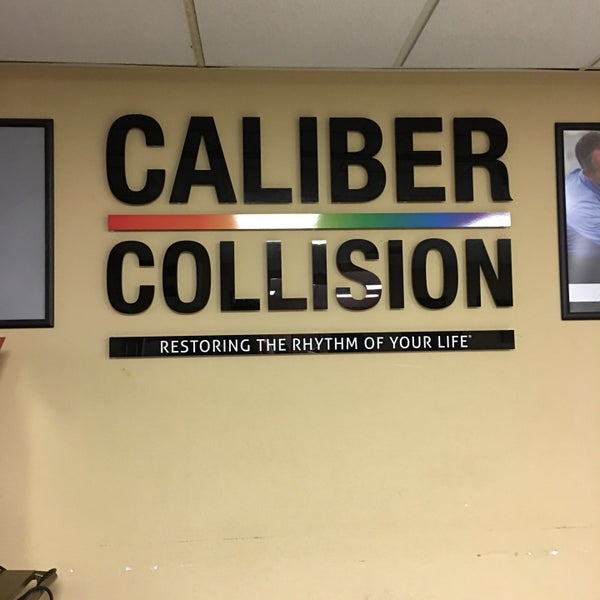 CALIBER
COLLISION
RESTORING THE RHYTHM OF YOUR LIFE®